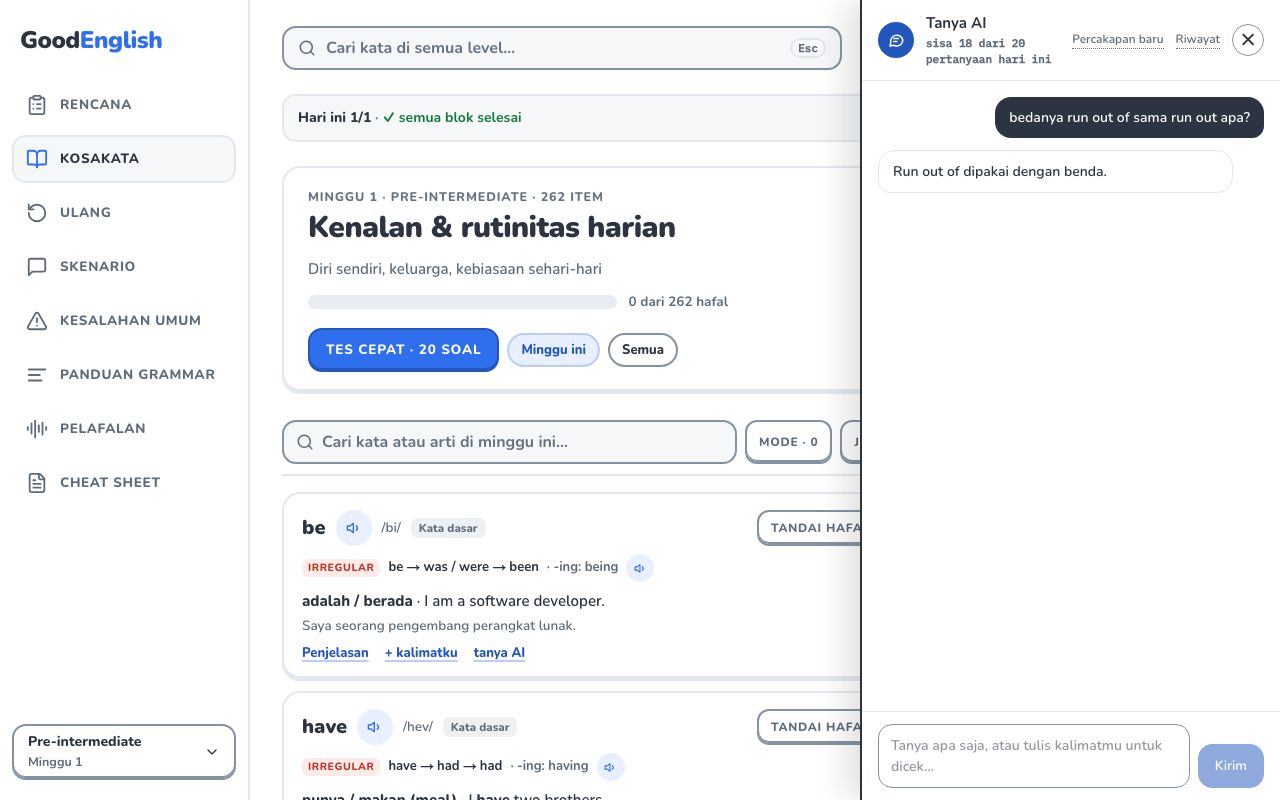 GoodEnglish
RENCANA
KOSAKATA
ULANG
SKENARIO
KESALAHAN UMUM
PANDUAN GRAMMAR
PELAFALAN
CHEAT SHEET
Pre-intermediate
Minggu 1
Cari kata di semua level...
Esc
Hari ini 1/1 · ✓ semua blok selesai
MINGGU 1 · PRE-INTERMEDIATE · 262 ITEM
Kenalan & rutinitas harian
Diri sendiri, keluarga, kebiasaan sehari-hari
0 dari 262 hafal
TES CEPAT · 20 SOAL
Minggu ini
Semua
Cari kata atau arti di minggu ini...
MODE · 0
be /bi/ Kata dasar
TANDAI HAFA
IRREGULAR be → was / were → been · -ing: being
adalah / berada · I am a software developer.
Saya seorang pengembang perangkat lunak.
Penjelasan + kalimatku tanya AI
have /hev/ Kata dasar
TANDAI HAFA
IRREGULAR have → had → had · -ing: having
punya / makan (meal) · I have two brothers.
Tanya AI
sisa 18 dari 20
pertanyaan hari ini
Percakapan baru
Riwayat
bedanya run out of sama run out apa?
Run out of dipakai dengan benda.
Tanya apa saja, atau tulis kalimatmu untuk
dicek...
Kirim